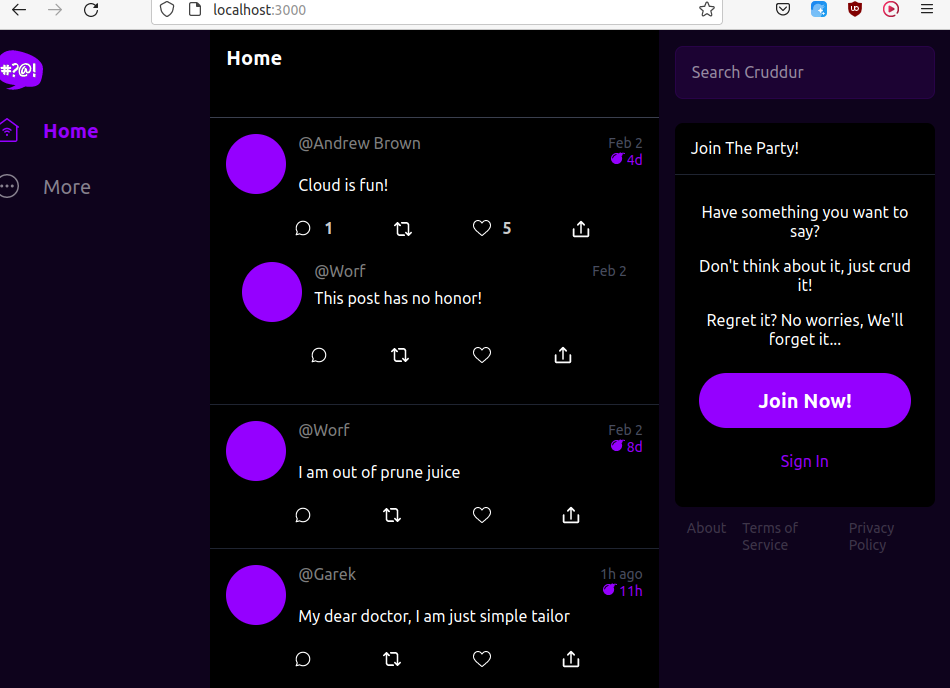 localhost:3000
#?@!
Home
More
Home
@Andrew Brown
Feb 2
4d
Cloud is fun!
1
5
@Worf
Feb 2
This post has no honor!
@Worf
Feb 2
8d
I am out of prune juice
@Garek
1h ago
11h
My dear doctor, I am just simple tailor
Search Cruddur
Join The Party!
Have something you want to
say?
Don't think about it, just crud
it!
Regret it? No worries, We'll
forget it...
Join Now!
Sign In
About
Terms of
Service
Privacy
Policy